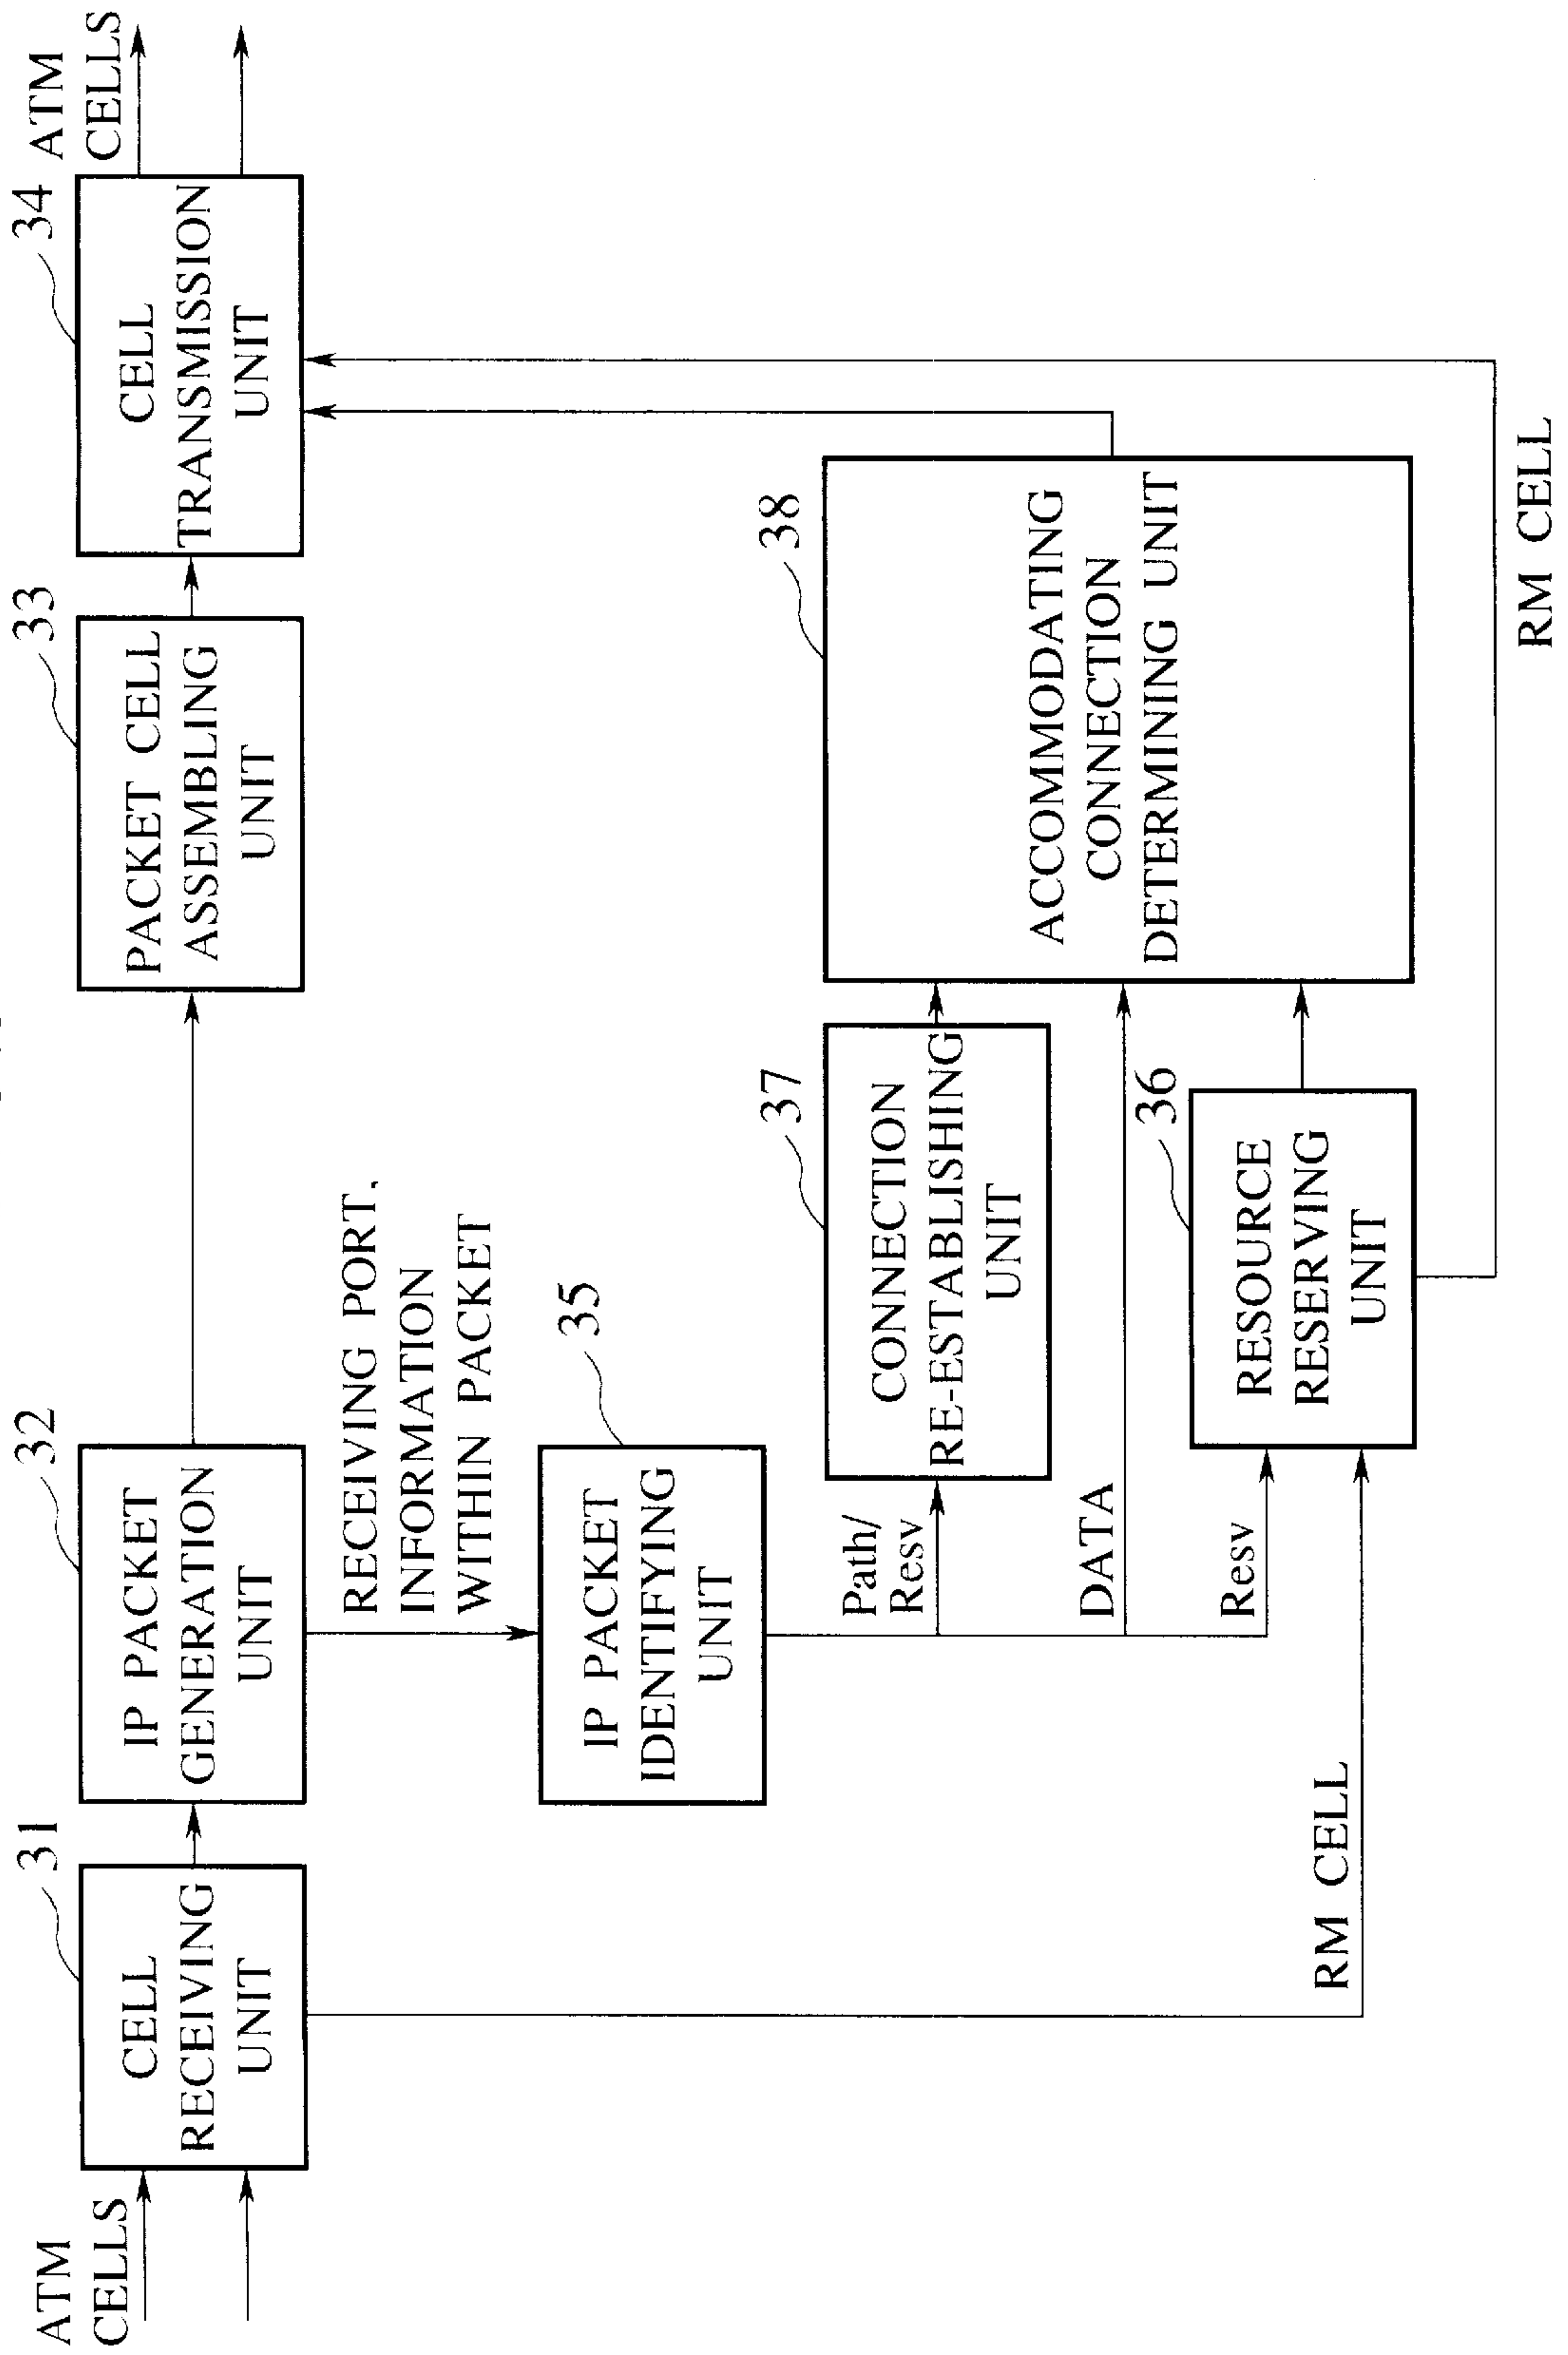 ATM
CELLS
31
CELL
RECEIVING
UNIT
32
IP PACKET
GENERATION
UNIT
33
PACKET CELL
ASSEMBLING
UNIT
34
CELL
TRANSMISSION
UNIT
ATM
CELLS
RECEIVING PORT,
INFORMATION
WITHIN PACKET
35
IP PACKET
IDENTIFYING
UNIT
Path/
Resv
37
CONNECTION
RE-ESTABLISHING
UNIT
38
ACCOMMODATING
CONNECTION
DETERMINING UNIT
DATA
Resv
36
RESOURCE
RESERVING
UNIT
RM CELL
RM CELL